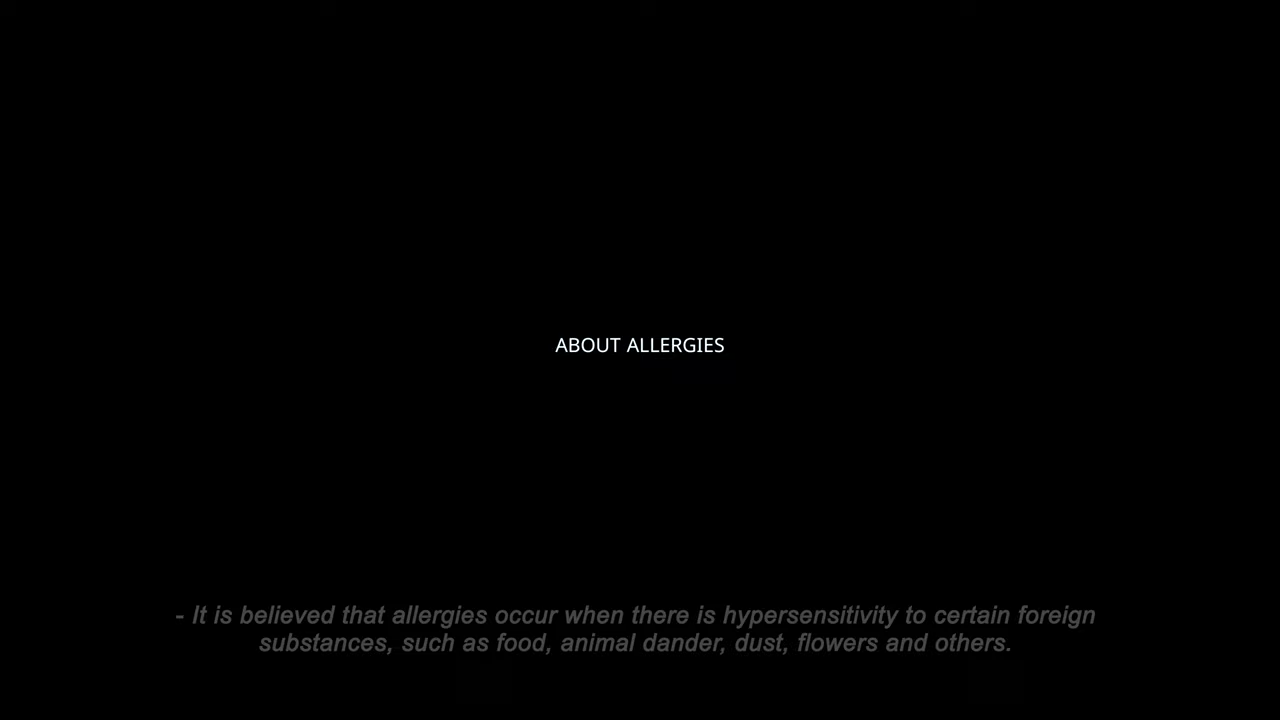 ABOUT ALLERGIES
- It is believed that allergies occur when there is hypersensitivity to certain foreign
substances, such as food, animal dander, dust, flowers and others.